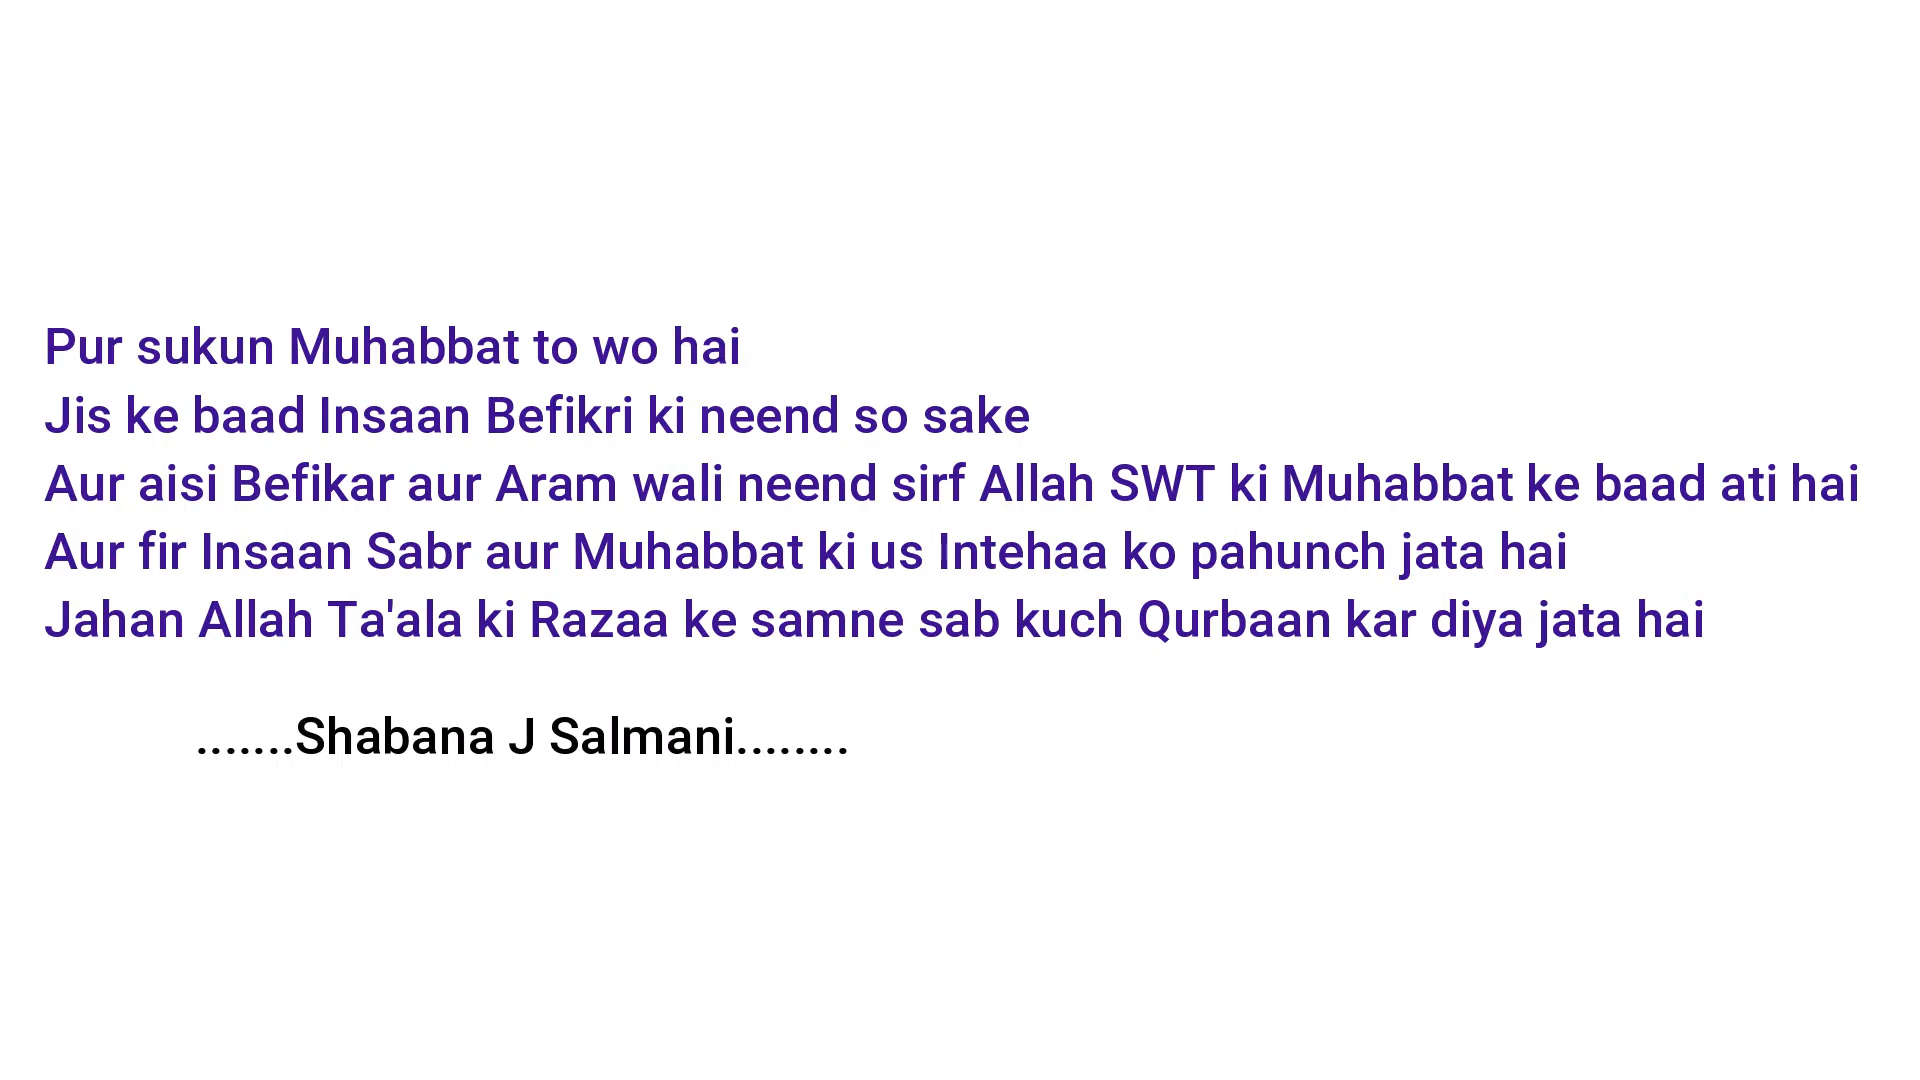 Pur sukun Muhabbat to wo hai
Jis ke baad Insaan Befikri ki neend so sake
Aur aisi Befikar aur Aram wali neend sirf Allah SWT ki Muhabbat ke baad ati hai
Aur fir Insaan Sabr aur Muhabbat ki us Intehaa ko pahunch jata hai
Jahan Allah Ta'ala ki Razaa ke samne sab kuch Qurbaan kar diya jata hai
.......Shabana J Salmani........